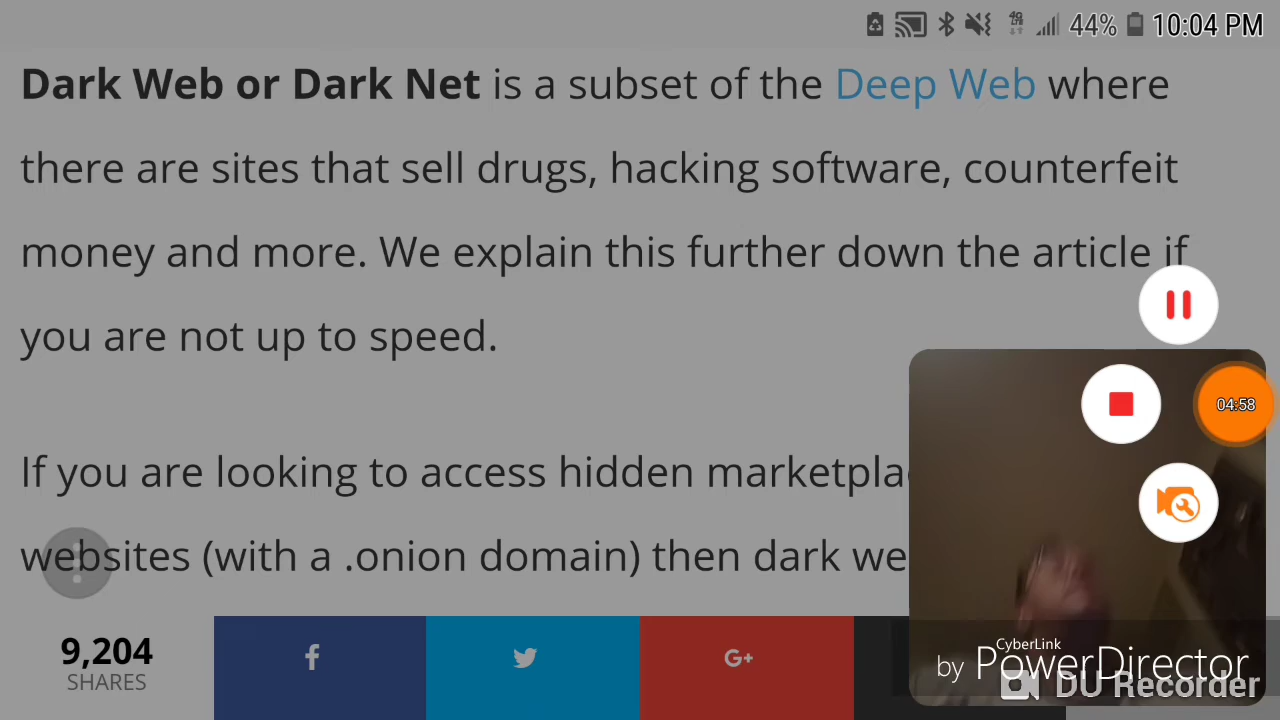 44% 10:04 PM
Dark Web or Dark Net is a subset of the Deep Web where
there are sites that sell drugs, hacking software, counterfeit
money and more. We explain this further down the article if
you are not up to speed.
04:58
If you are looking to access hidden
websites (with a .onion domain) then dark
9,204
SHARES
f
G+
CyberLink
by PowerDirector
DU Recorder